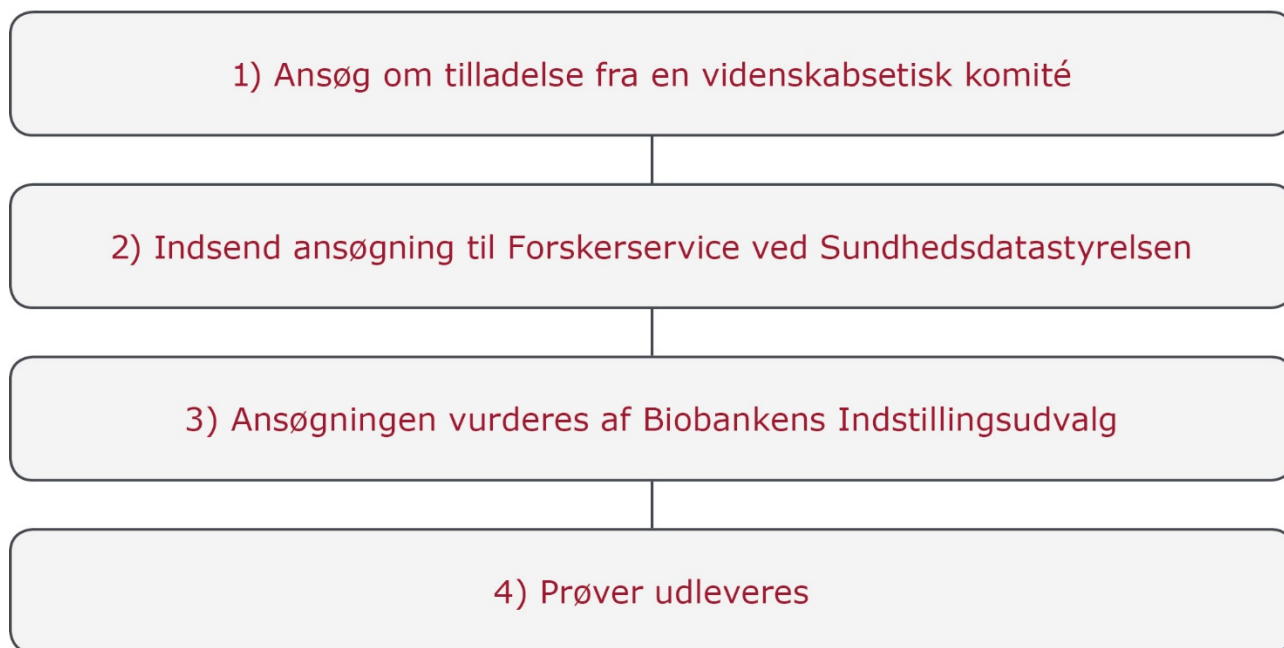 1) Ansøg om tilladelse fra en videnskabsetisk komité
2) Indsend ansøgning til Forskerservice ved Sundhedsdatastyrelsen
3) Ansøgningen vurderes af Biobankens Indstillingsudvalg
4) Prøver udleveres